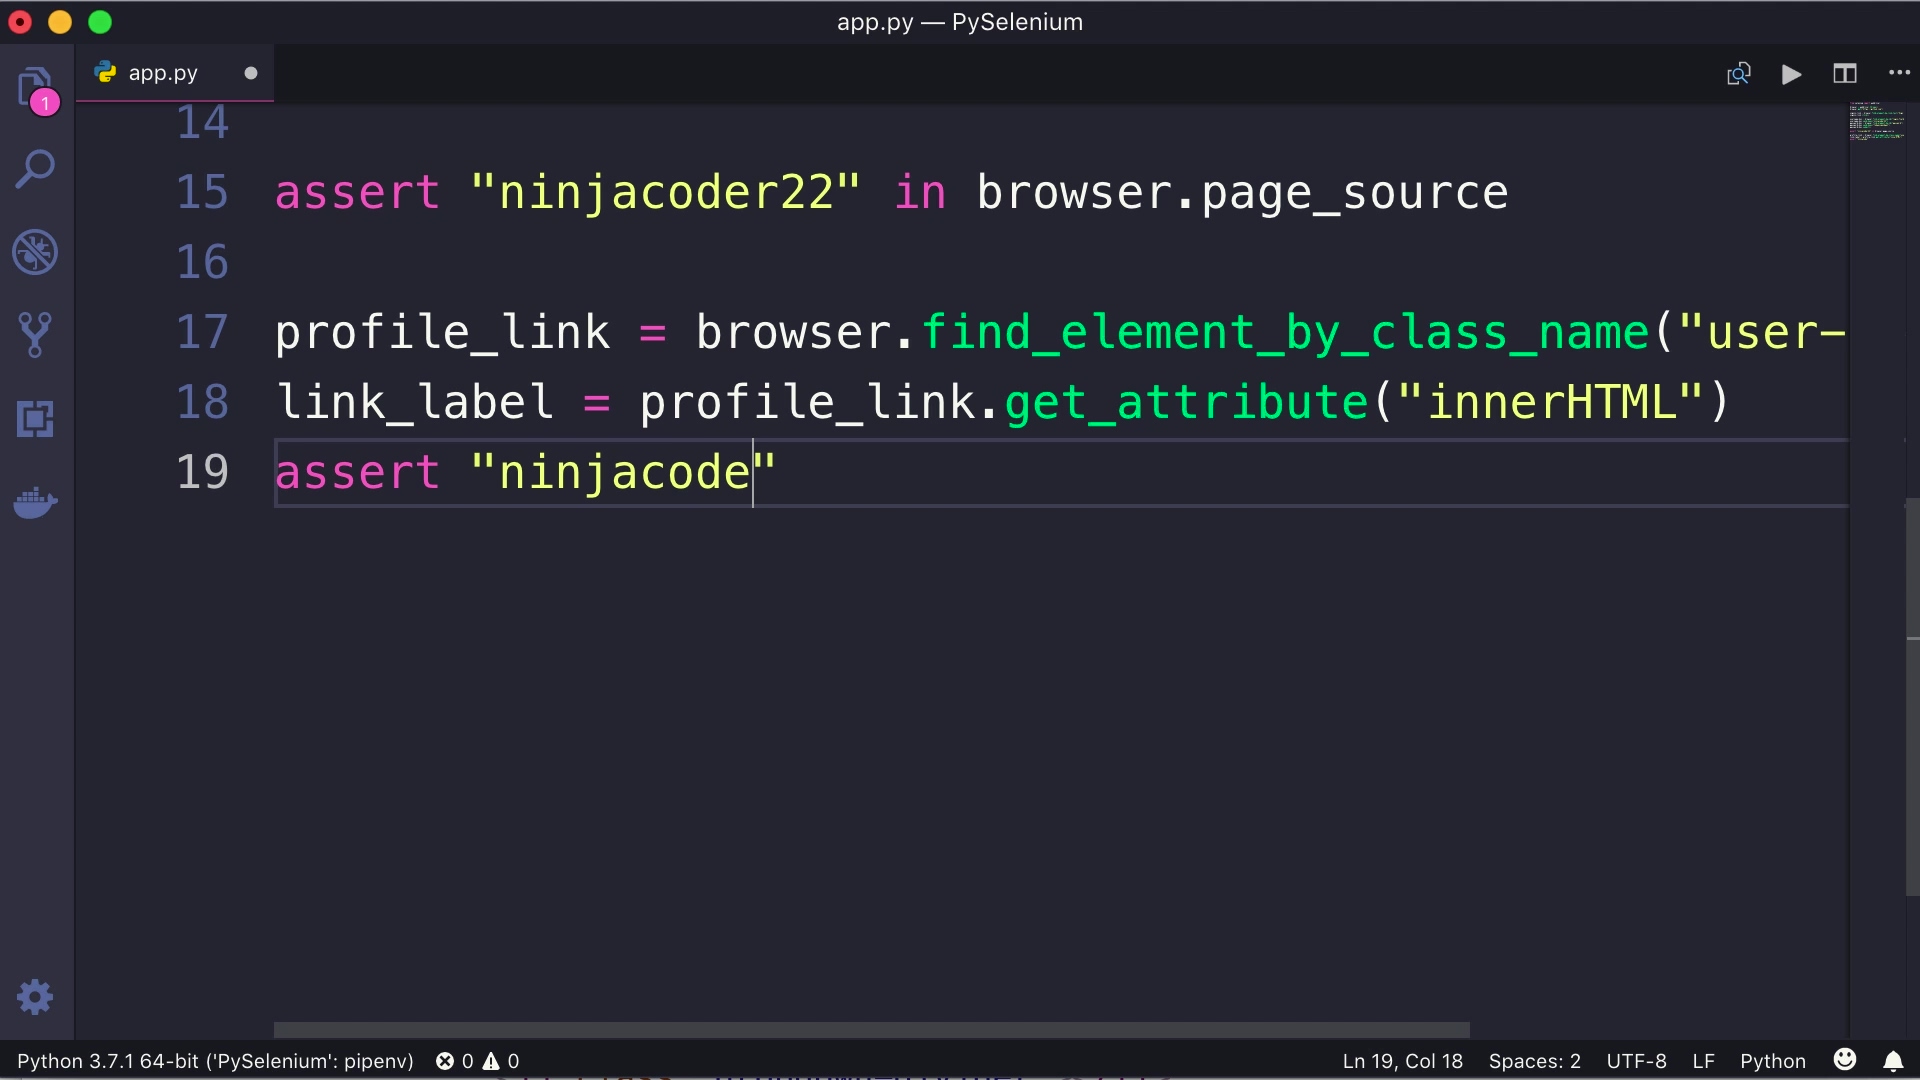 app.py — PySelenium
app.py
1
14
15 assert "ninjacoder22" in browser.page_source
16
17 profile_link = browser.find_element_by_class_name("user-
18 link_label = profile_link.get_attribute("innerHTML")
19 assert "ninjacode"
Python 3.7.1 64-bit ('PySelenium': pipenv) 0 0 Ln 19, Col 18 Spaces: 2 UTF-8 LF Python